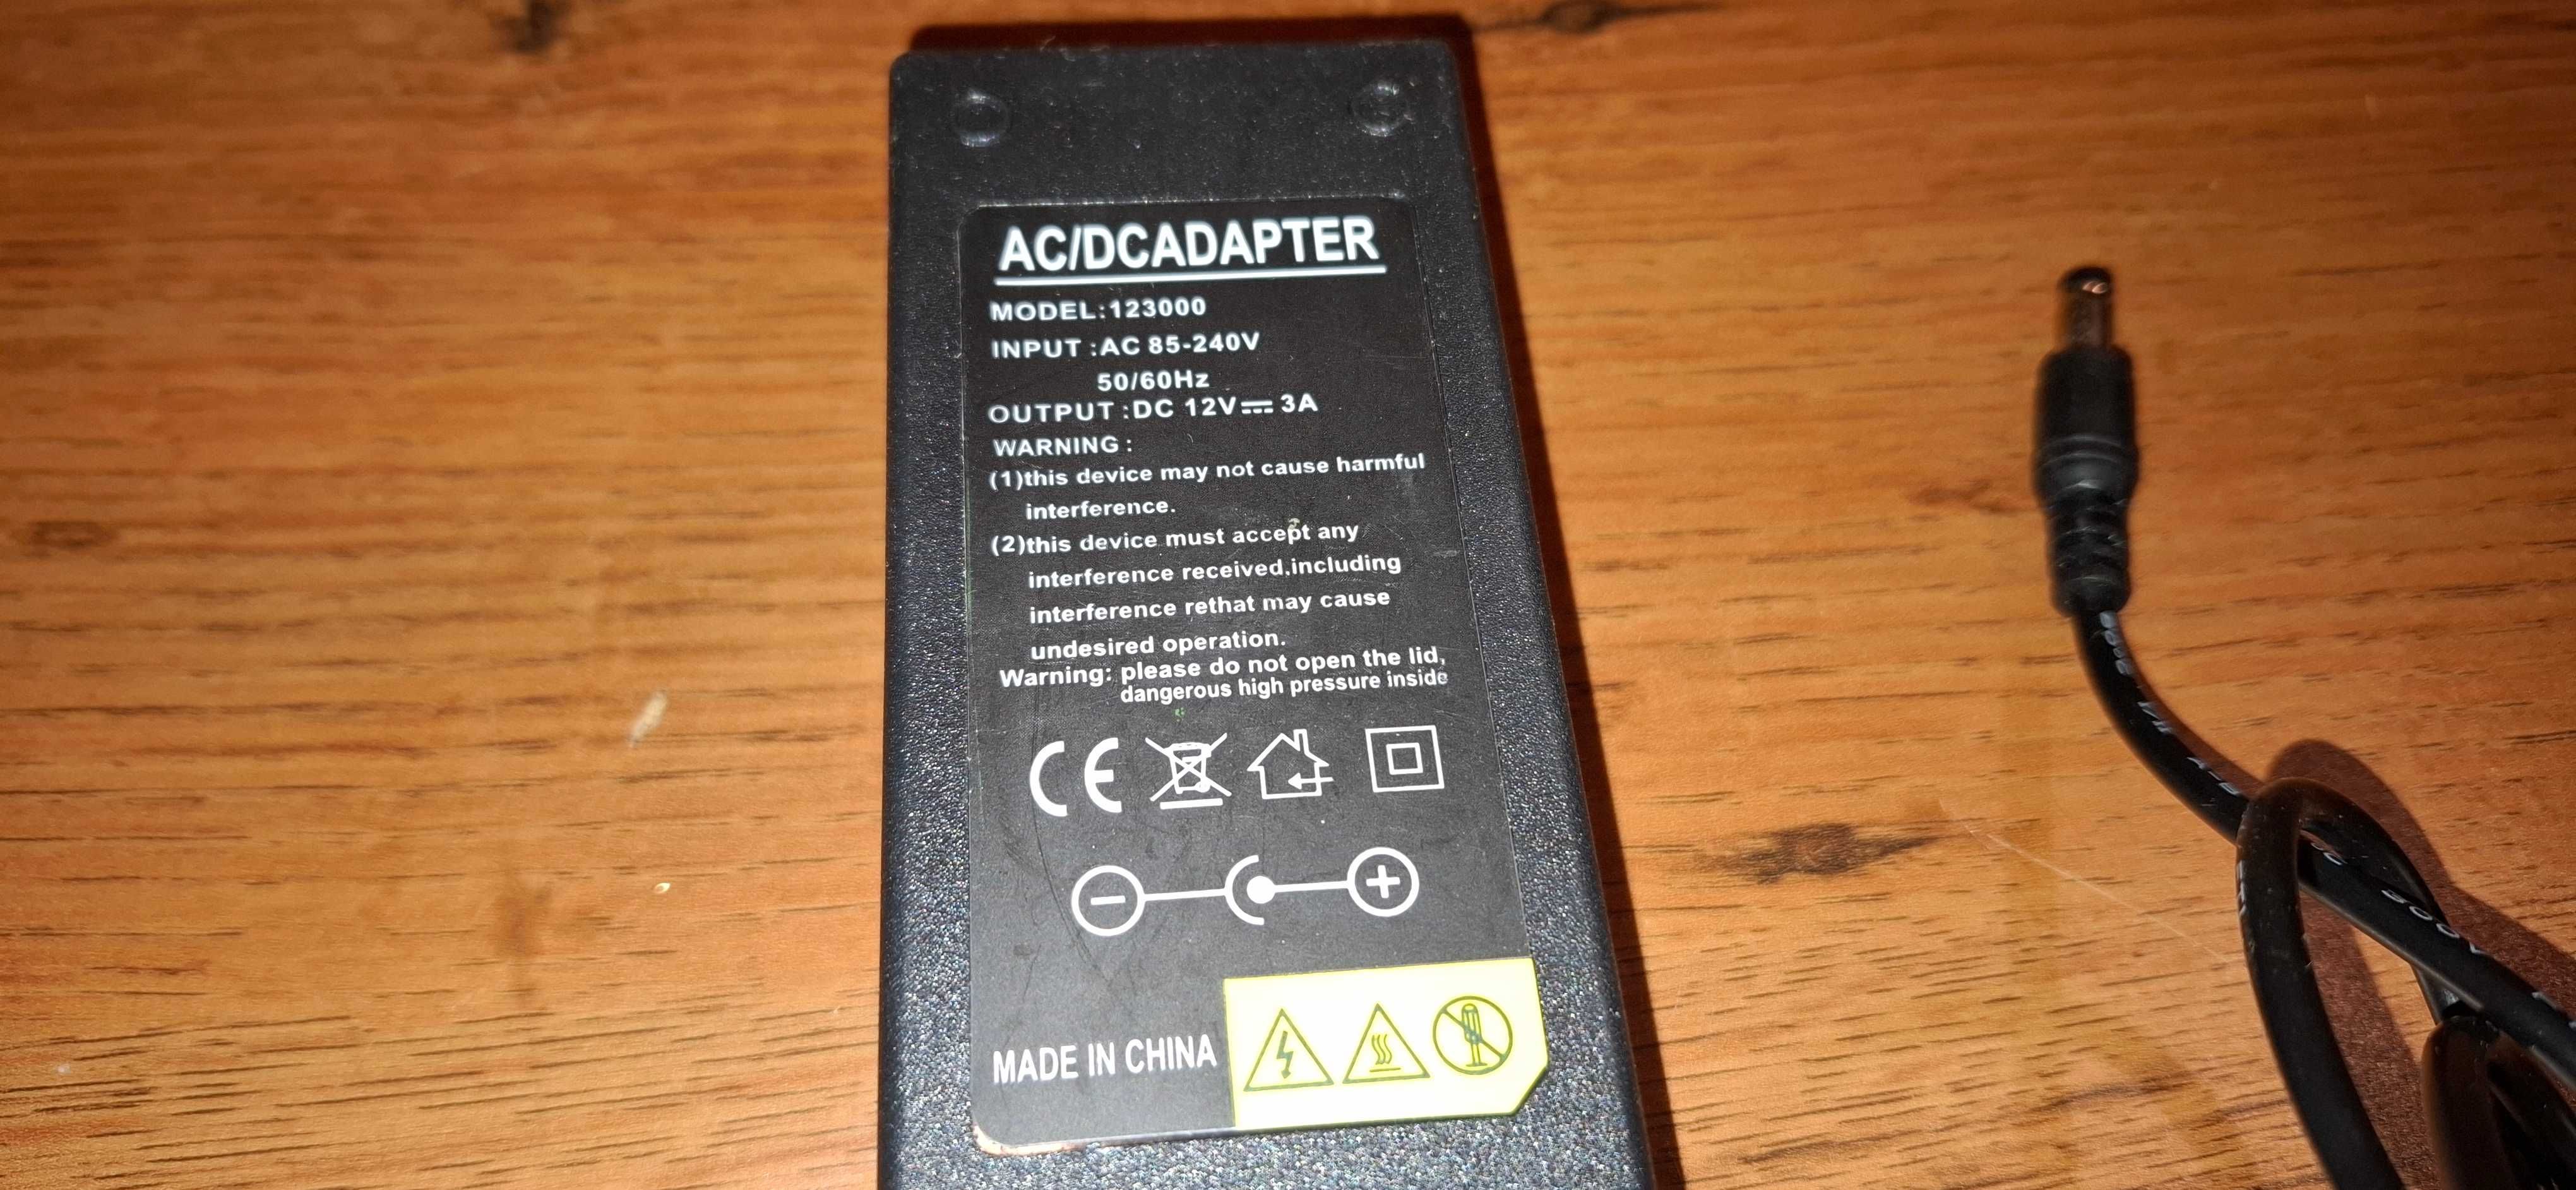 AC/DCADAPTER
MODEL:123000
INPUT :AC 85-240V
50/60Hz
OUTPUT :DC 12V⎓3A
WARNING :
(1)this device may not cause harmful
interference.
(2)this device must accept any
interference received,including
interference rethat may cause
undesired operation.
Warning: please do not open the lid,
dangerous high pressure inside
CE
MADE IN CHINA